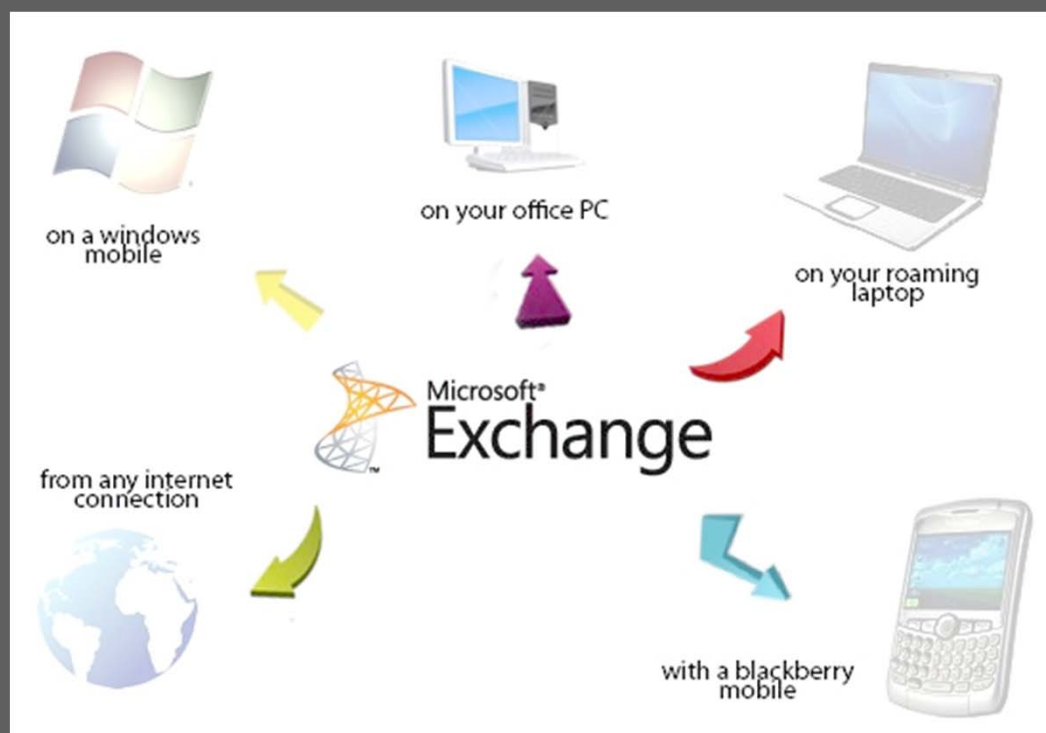 on a windows
mobile
on your office PC
on your roaming
laptop
Microsoft®
Exchange
™
from any internet
connection
with a blackberry
mobile